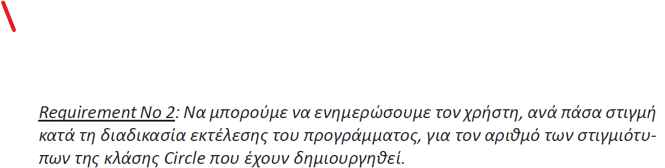 Requirement No 2: Να μπορούμε να ενημερώσουμε τον χρήστη, ανά πάσα στιγμή
κατά τη διαδικασία εκτέλεσης του προγράμματος, για τον αριθμό των στιγμιότυ-
πων της κλάσης Circle που έχουν δημιουργηθεί.